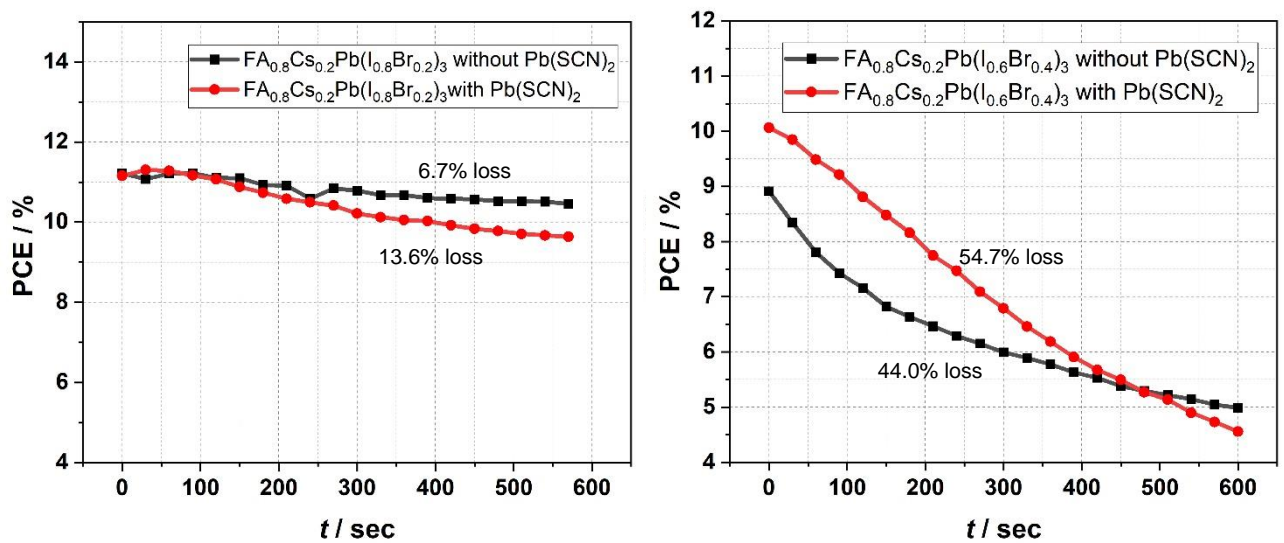 14
12
10
8
6
4
PCE / %
FA0.8Cs0.2Pb(I0.8Br0.2)3 without Pb(SCN)2
FA0.8Cs0.2Pb(I0.8Br0.2)3with Pb(SCN)2
6.7% loss
13.6% loss
0 100 200 300 400 500 600
t / sec
12
11
10
9
8
7
6
5
4
PCE / %
FA0.8Cs0.2Pb(I0.6Br0.4)3 without Pb(SCN)2
FA0.8Cs0.2Pb(I0.6Br0.4)3 with Pb(SCN)2
54.7% loss
44.0% loss
0 100 200 300 400 500 600
t / sec